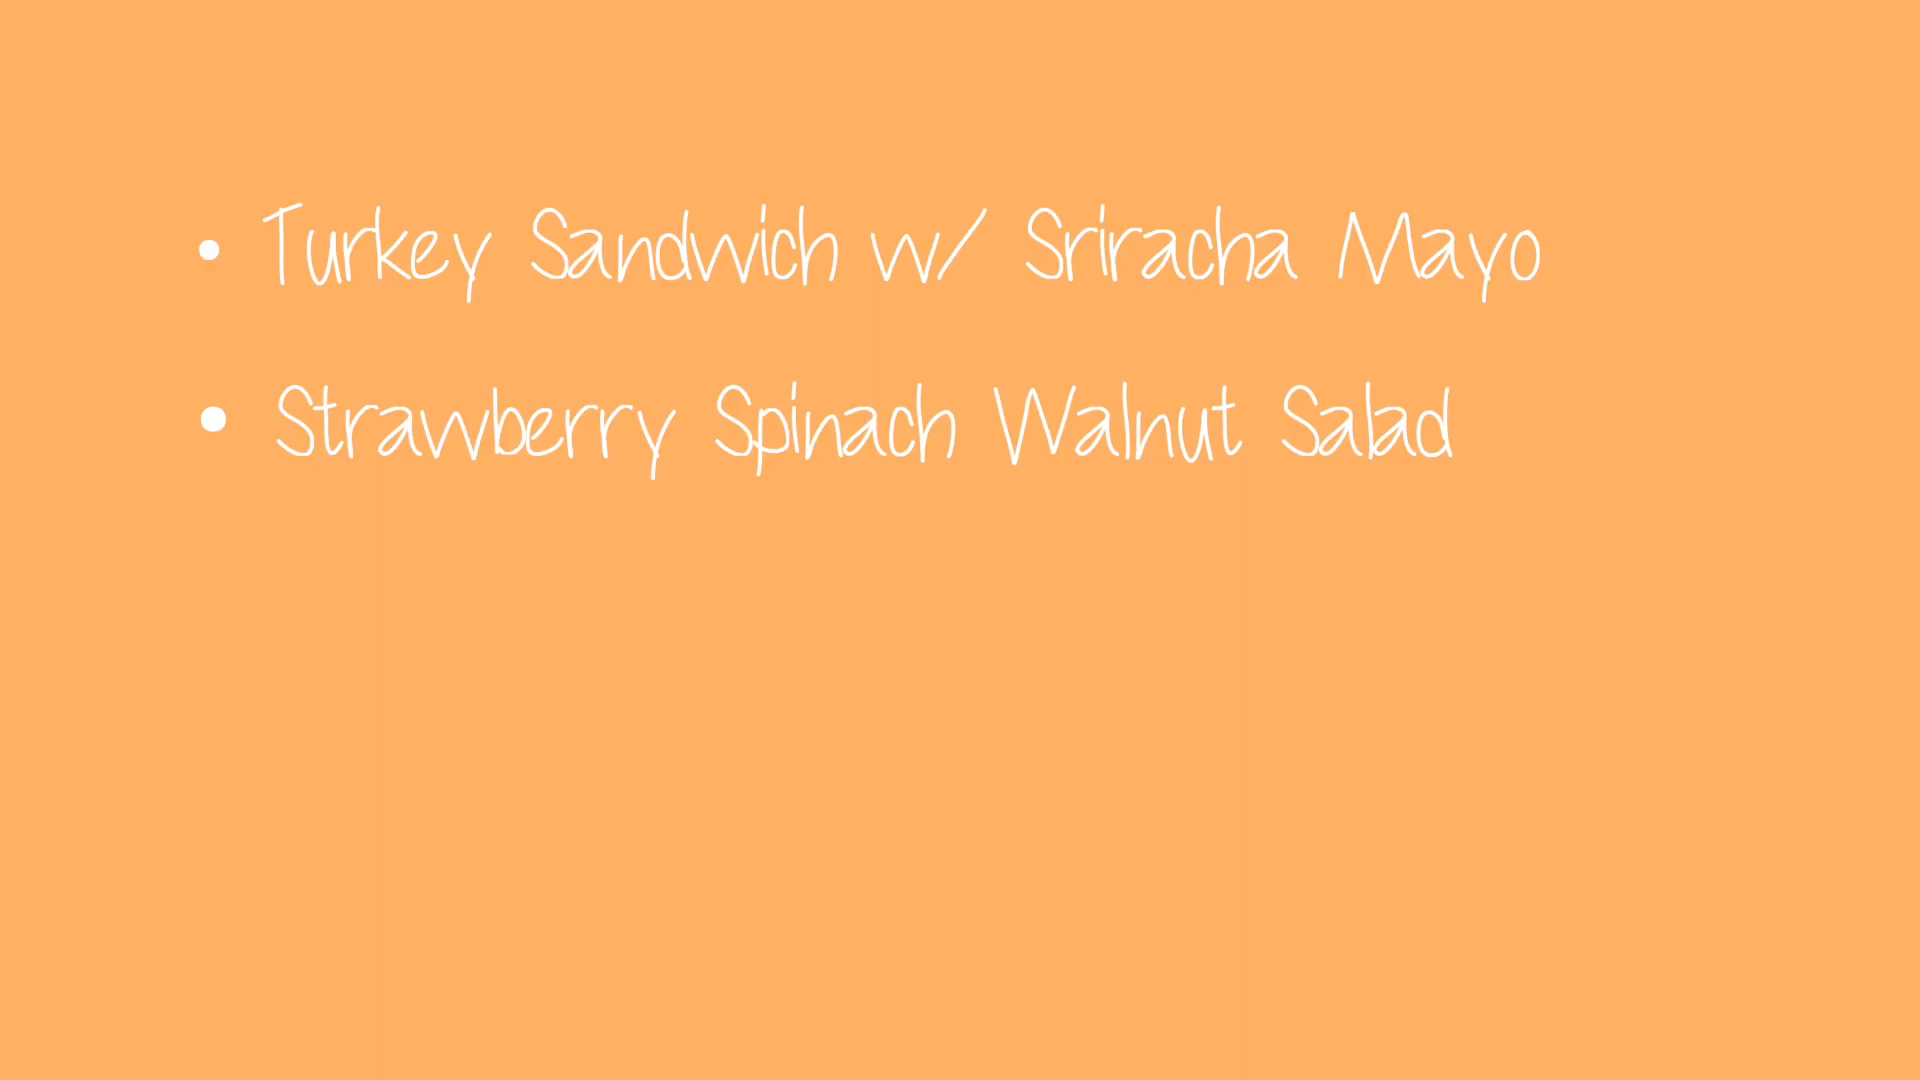 • Turkey Sandwich w/ Sriracha Mayo
• Strawberry Spinach Walnut Salad